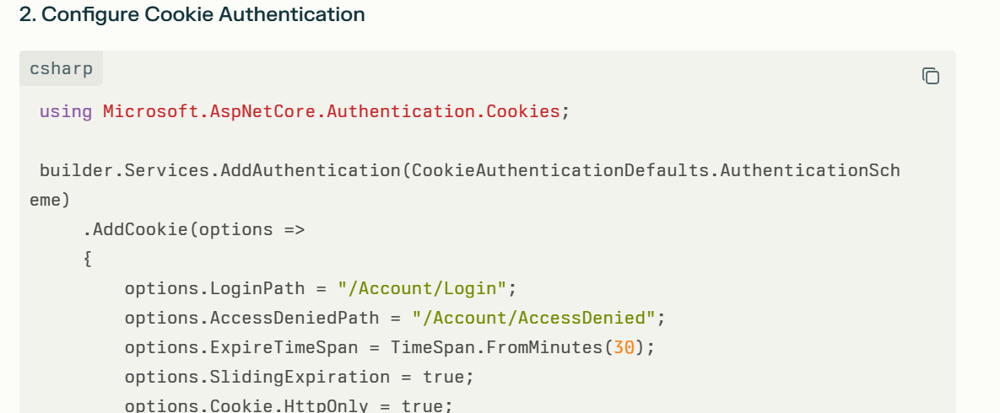 2. Configure Cookie Authentication
csharp
using Microsoft.AspNetCore.Authentication.Cookies;
builder.Services.AddAuthentication(CookieAuthenticationDefaults.AuthenticationSch
eme)
.AddCookie(options =>
{
options.LoginPath = "/Account/Login";
options.AccessDeniedPath = "/Account/AccessDenied";
options.ExpireTimeSpan = TimeSpan.FromMinutes(30);
options.SlidingExpiration = true;
options.Cookie.HttpOnly = true;